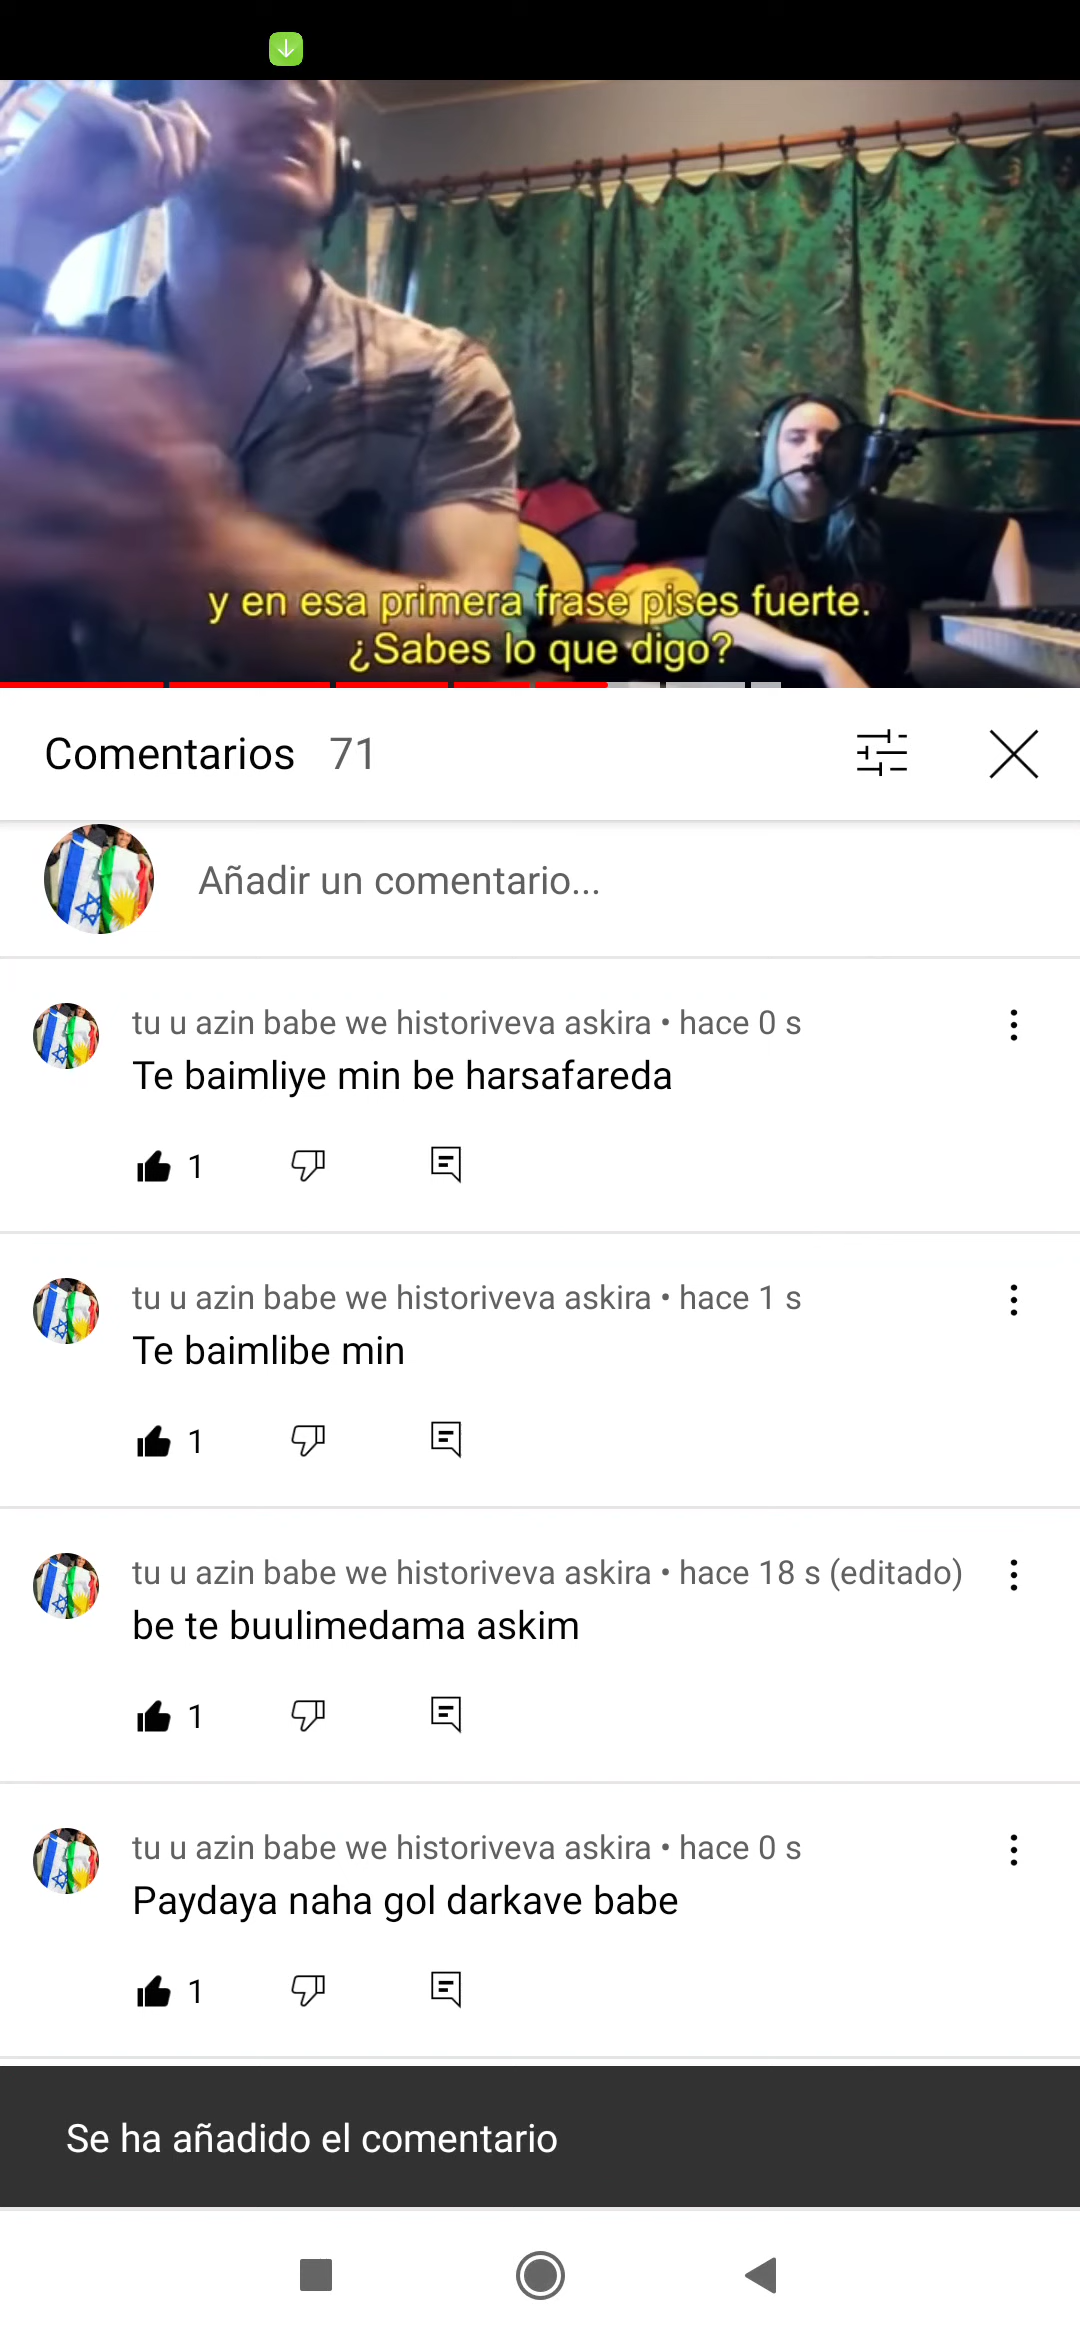 y en esa primera frase pises fuerte.
¿Sabes lo que digo?
Comentarios 71
Añadir un comentario...
tu u azin babe we historiveva askira • hace 0 s
Te baimliye min be harsafareda
1
tu u azin babe we historiveva askira • hace 1 s
Te baimlibe min
1
tu u azin babe we historiveva askira • hace 18 s (editado)
be te buulimedama askim
1
tu u azin babe we historiveva askira • hace 0 s
Paydaya naha gol darkave babe
1
Se ha añadido el comentario